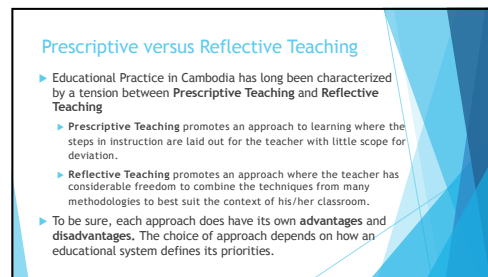 Prescriptive versus Reflective Teaching
Educational Practice in Cambodia has long been characterized
by a tension between Prescriptive Teaching and Reflective
Teaching
Prescriptive Teaching promotes an approach to learning where the
steps in instruction are laid out for the teacher with little scope for
deviation.
Reflective Teaching promotes an approach where the teacher has
considerable freedom to combine the techniques from many
methodologies to best suit the context of his/her classroom.
To be sure, each approach does have its own advantages and
disadvantages. The choice of approach depends on how an
educational system defines its priorities.